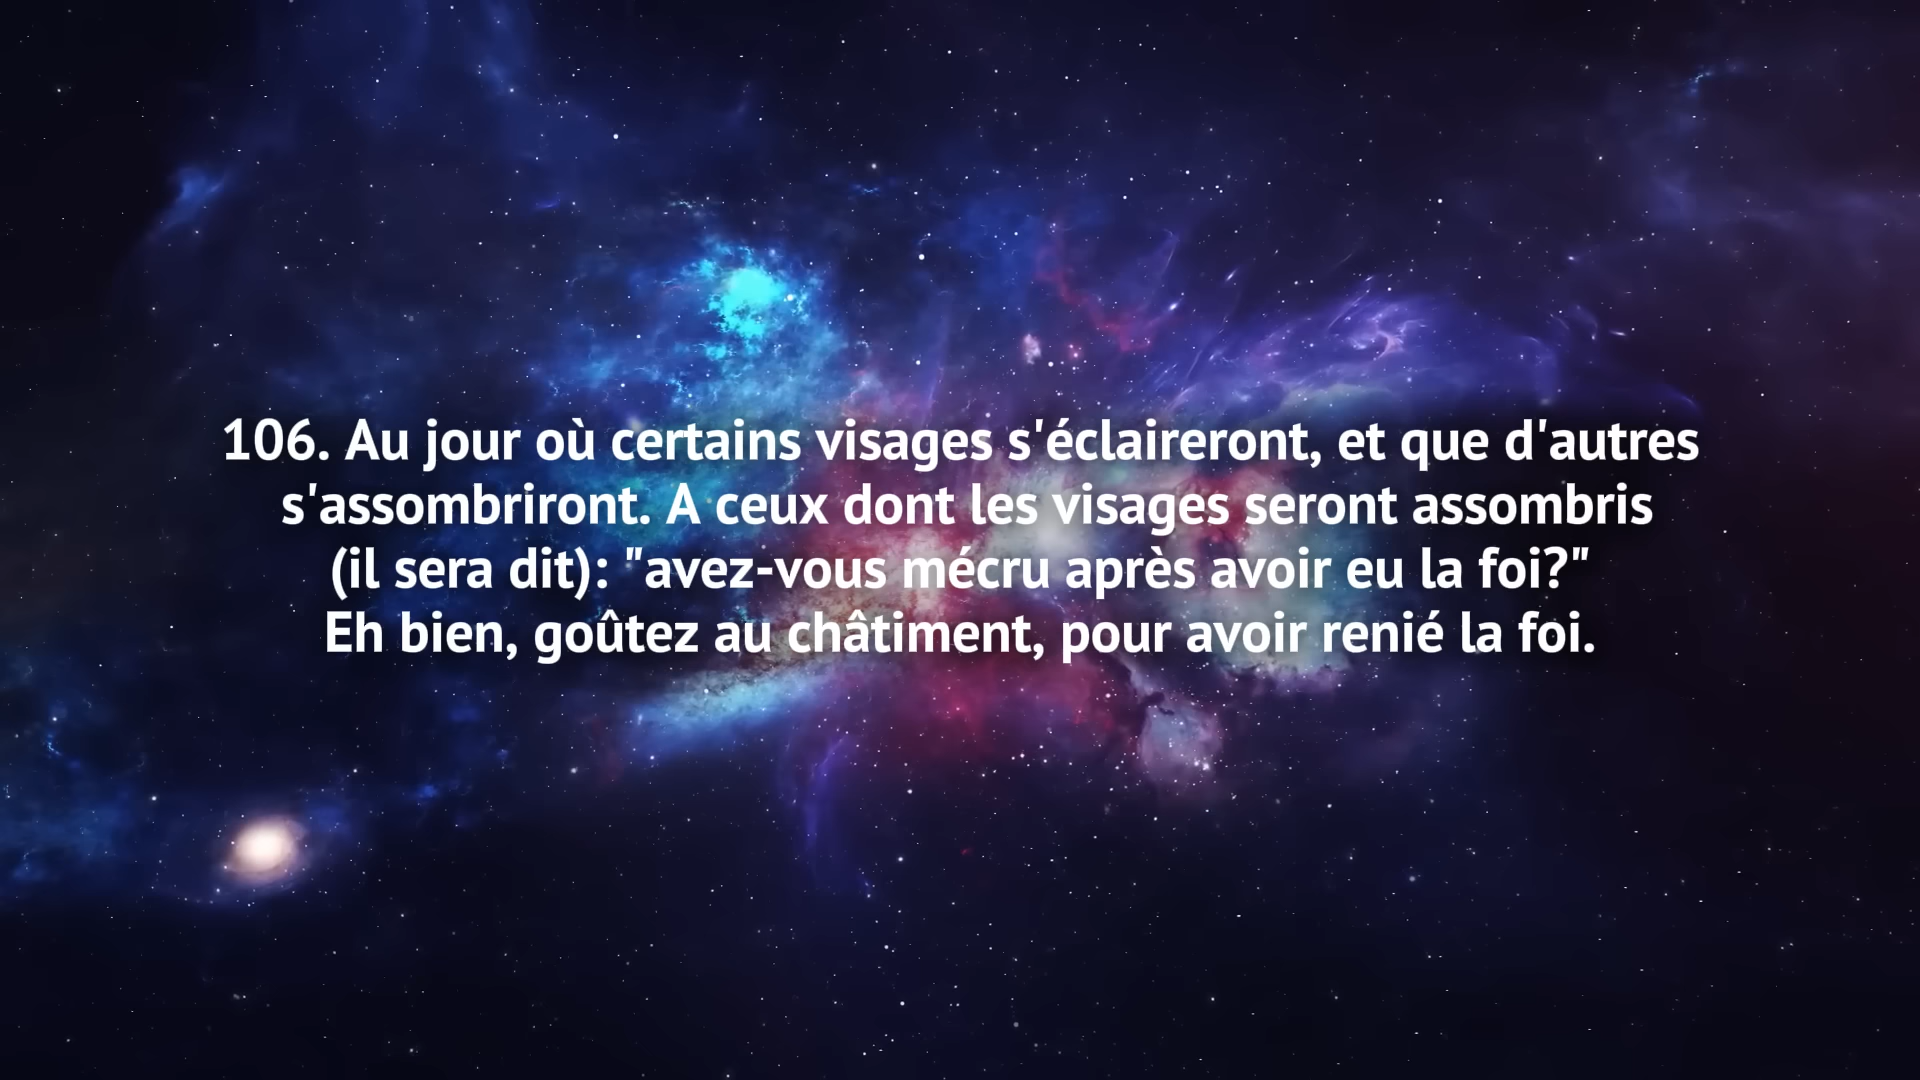 106. Au jour où certains visages s'éclaireront, et que d'autres
s'assombriront. A ceux dont les visages seront assombris
(il sera dit): "avez-vous mécru après avoir eu la foi?"
Eh bien, goûtez au châtiment, pour avoir renié la foi.